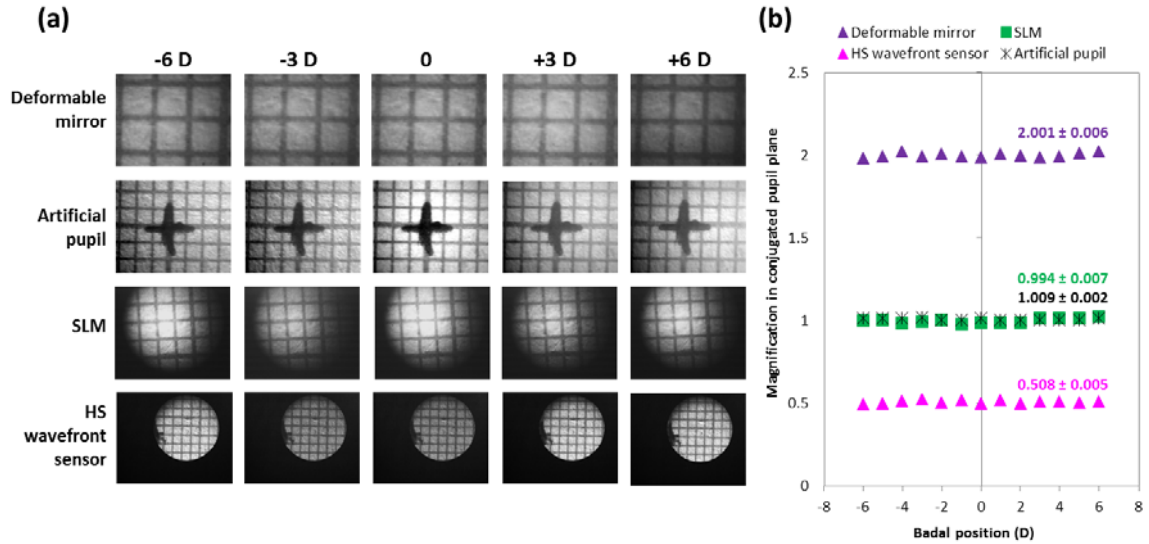 (a)
-6 D -3 D 0 +3 D +6 D
Deformable
mirror
Artificial
pupil
SLM
HS
wavefront
sensor
(b)
Deformable mirror SLM
HS wavefront sensor Artificial pupil
Magnification in conjugated pupil plane
2.5
2
1.5
1
0.5
0
2.001 ± 0.006
0.994 ± 0.007
1.009 ± 0.002
0.508 ± 0.005
-8 -6 -4 -2 0 2 4 6 8
Badal position (D)